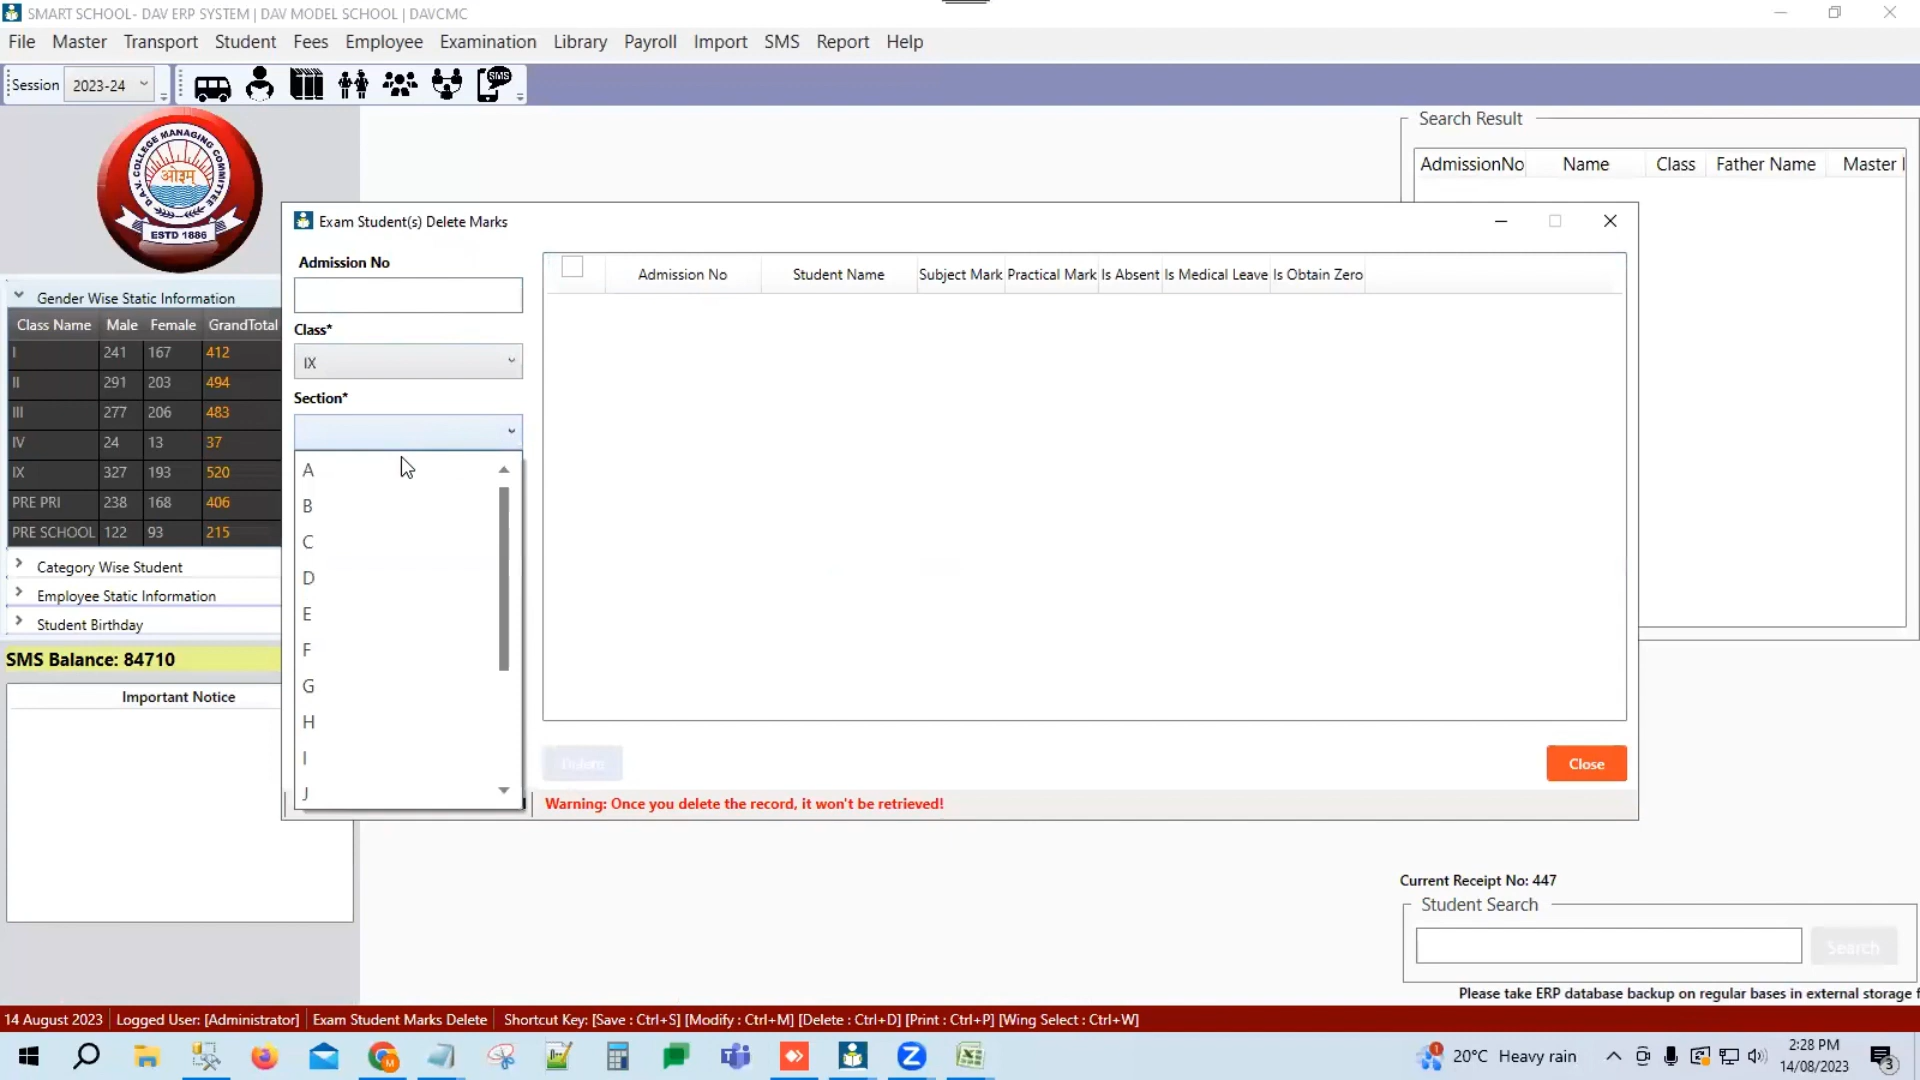 SMART SCHOOL- DAV ERP SYSTEM | DAV MODEL SCHOOL | DAVCMC
File Master Transport Student Fees Employee Examination Library Payroll Import SMS Report Help
Session 2023-24 SMS
D.A.V. COLLEGE MANAGING COMMITTEE
ओ३म्
ESTD 1886
Gender Wise Static Information
Class Name Male Female GrandTotal
I 241 167 412
II 291 203 494
III 277 206 483
IV 24 13 37
IX 327 193 520
PRE PRI 238 168 406
PRE SCHOOL 122 93 215
Category Wise Student
Employee Static Information
Student Birthday
SMS Balance: 84710
Important Notice
Exam Student(s) Delete Marks
Admission No
Class*
IX
Section*
A
B
C
D
E
F
G
H
I
J
Admission No Student Name Subject Mark Practical Mark Is Absent Is Medical Leave Is Obtain Zero
Delete
Close
Warning: Once you delete the record, it won't be retrieved!
Search Result
AdmissionNo Name Class Father Name Master
Current Receipt No: 447
Student Search
Search
Please take ERP database backup on regular bases in external storage
14 August 2023 Logged User: [Administrator] Exam Student Marks Delete Shortcut Key: [Save : Ctrl+S] [Modify : Ctrl+M] [Delete : Ctrl+D] [Print : Ctrl+P] [Wing Select : Ctrl+W]
20°C Heavy rain
2:28 PM
14/08/2023
3